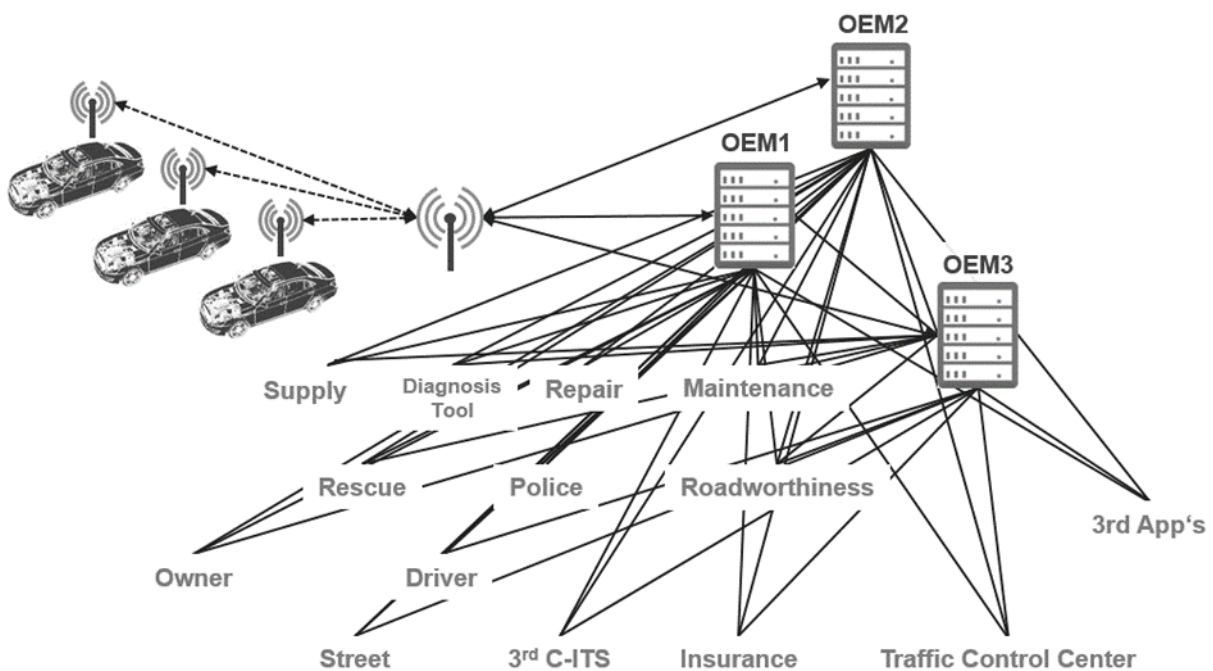 OEM2
OEM1
OEM3
Supply
Diagnosis
Tool
Repair
Maintenance
Rescue
Police
Roadworthiness
3rd App‘s
Owner
Driver
Street
3rd C-ITS
Insurance
Traffic Control Center